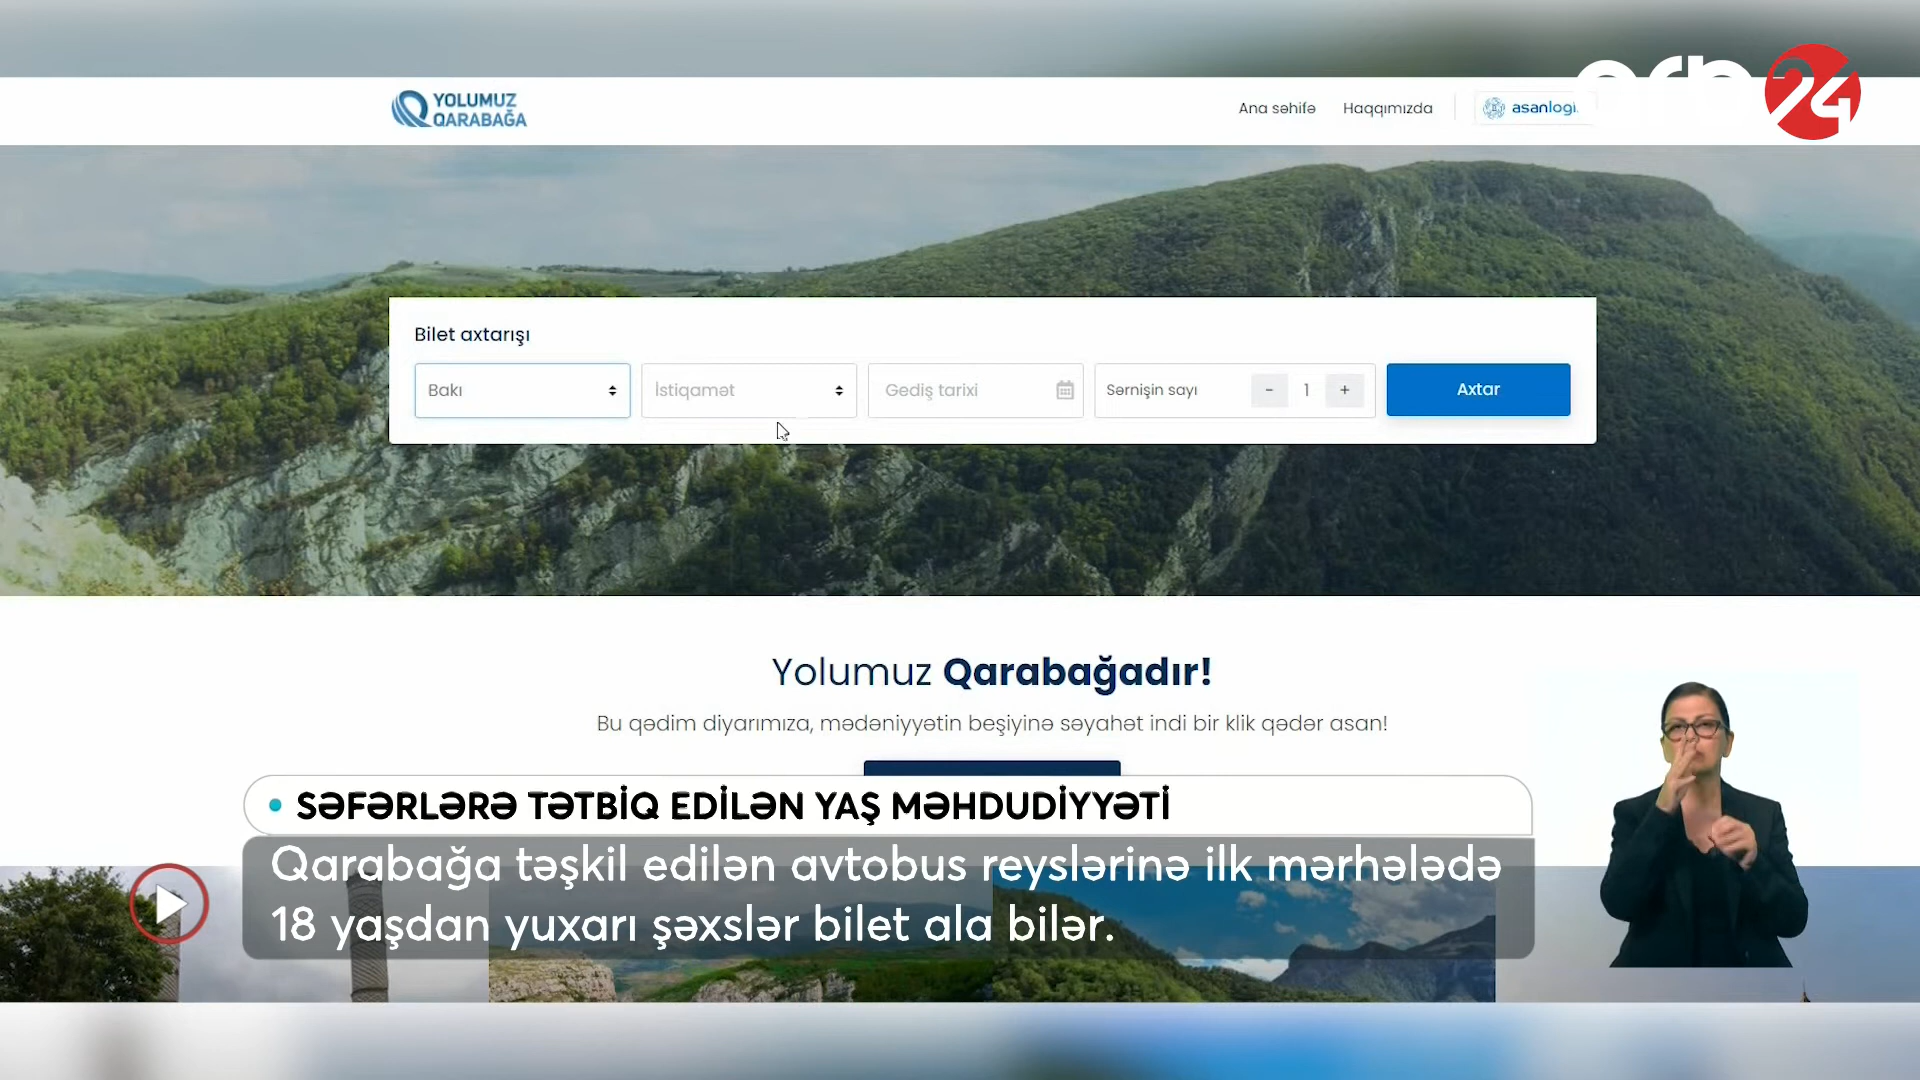 YOLUMUZ
QARABAĞA
Ana səhifə
Haqqımızda
asanlogi
24
Bilet axtarışı
Bakı
İstiqamət
Gediş tarixi
Sərnişin sayı
- 1 +
Axtar
Yolumuz Qarabağadır!
Bu qədim diyarımıza, mədəniyyətin beşiyinə səyahət indi bir klik qədər asan!
• SƏFƏRLƏRƏ TƏTBİQ EDİLƏN YAŞ MƏHDUDİYYƏTİ
Qarabağa təşkil edilən avtobus reyslərinə ilk mərhələdə
18 yaşdan yuxarı şəxslər bilet ala bilər.